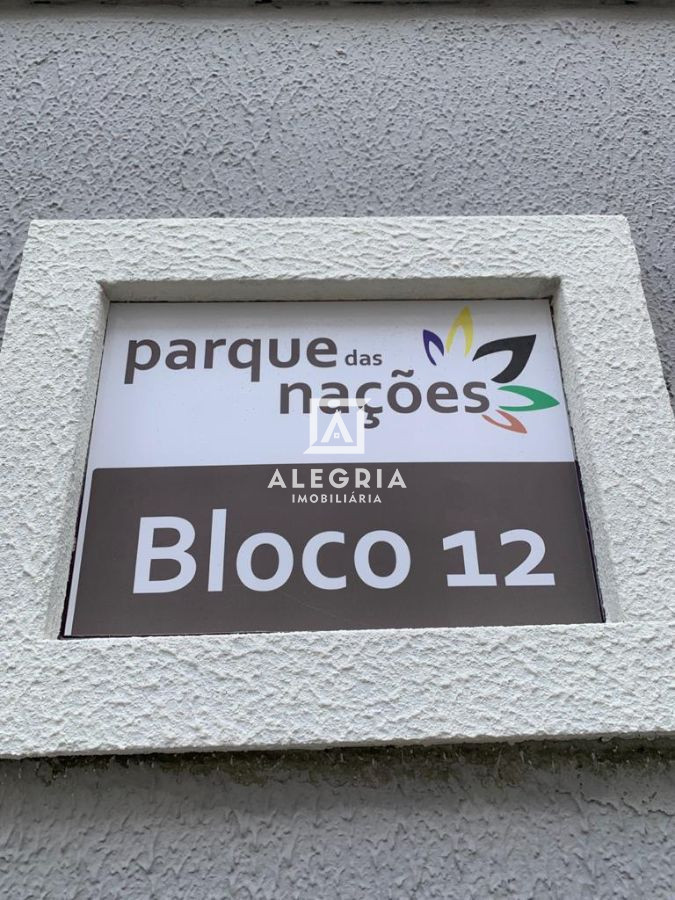 parque das
nações
ALEGRIA
IMOBILIÁRIA
Bloco 12